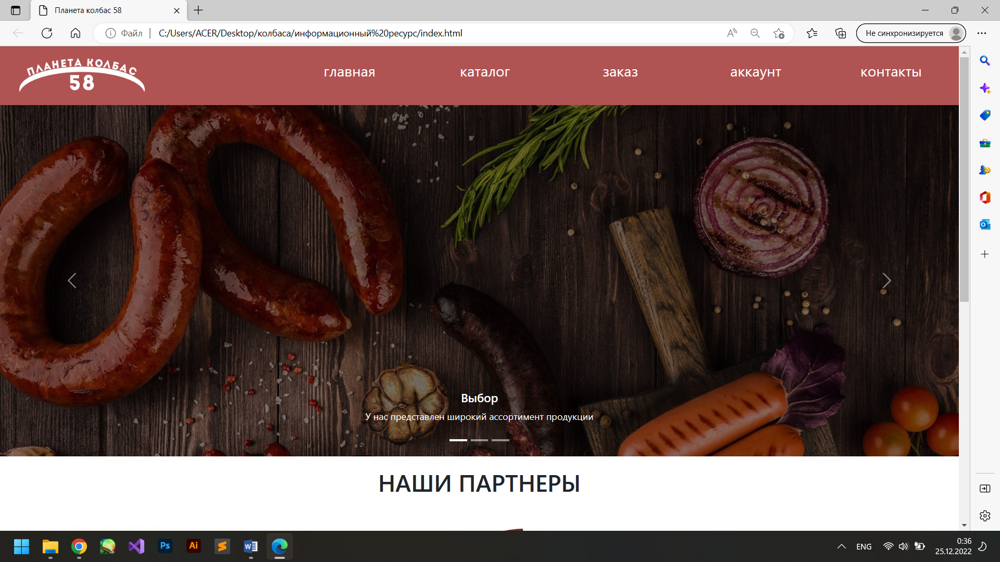 Планета колбас 58
Файл
C:/Users/ACER/Desktop/колбаса/информационный%20ресурс/index.html
Не синхронизируется
ПЛАНЕТА КОЛБАС
58
главная
каталог
заказ
аккаунт
контакты
Выбор
У нас представлен широкий ассортимент продукции
НАШИ ПАРТНЕРЫ
Ps
Ai
ENG
0:36
25.12.2022